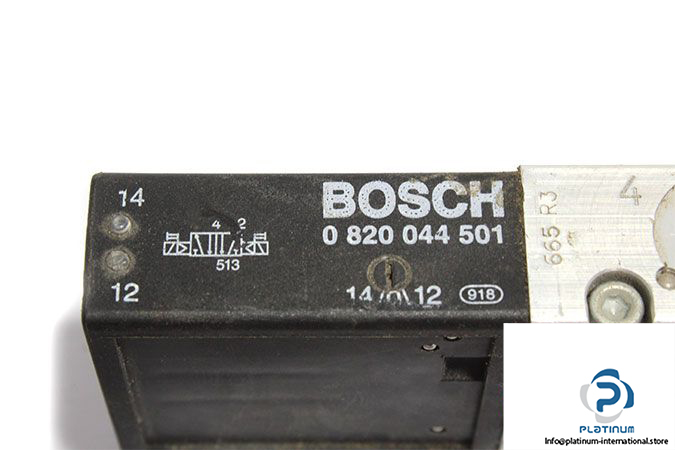 14
BOSCH
0 820 044 501
4 2
513
12
14/0\12 918
665 R3
4
PLATINUM
info@platinum-international.store